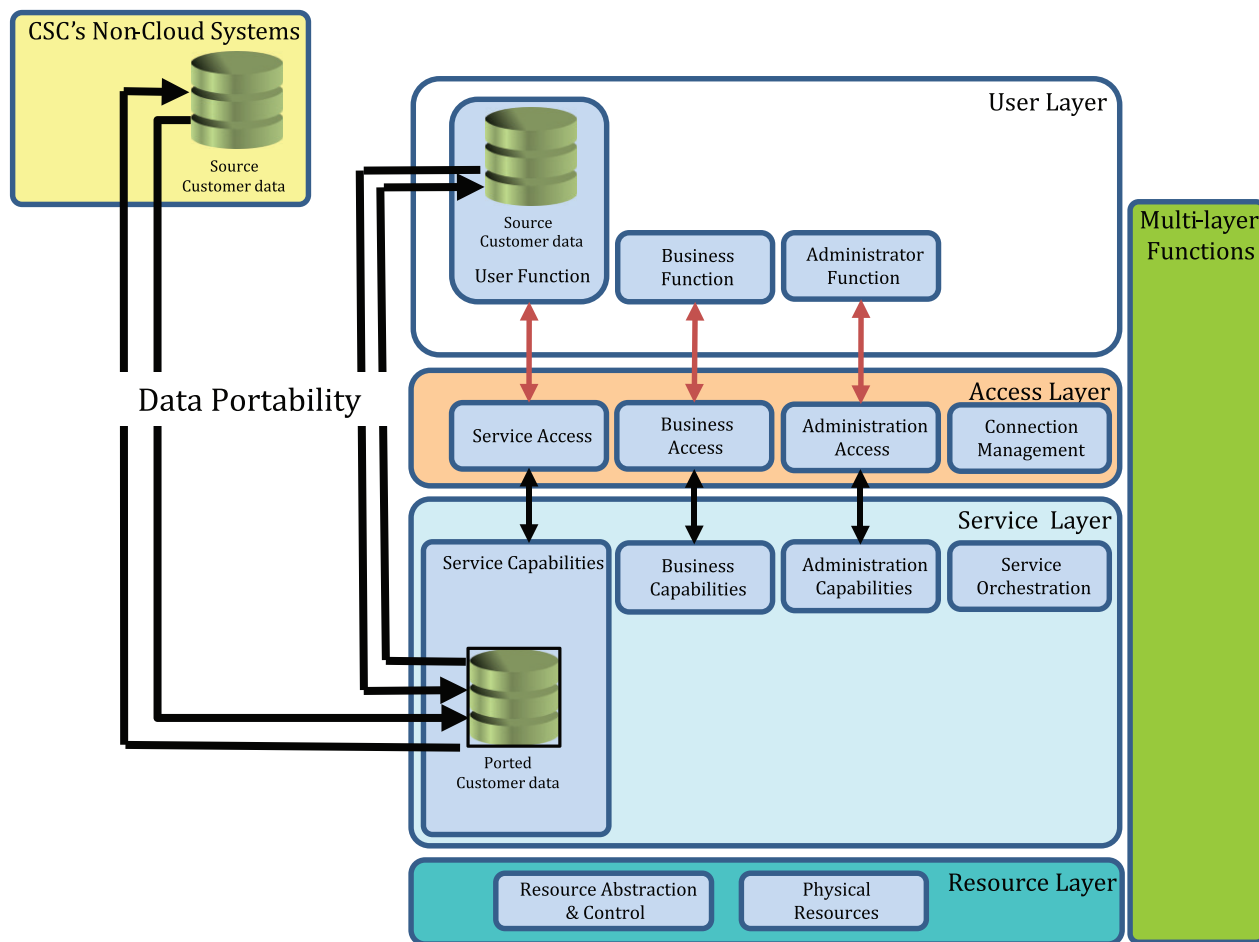 CSC’s Non-Cloud Systems
Source
Customer data
User Layer
Source
Customer data
User Function
Business
Function
Administrator
Function
Multi-layer
Functions
Data Portability
Access Layer
Service Access
Business
Access
Administration
Access
Connection
Management
Service Layer
Service Capabilities
Business
Capabilities
Administration
Capabilities
Service
Orchestration
Ported
Customer data
Resource Layer
Resource Abstraction
& Control
Physical
Resources